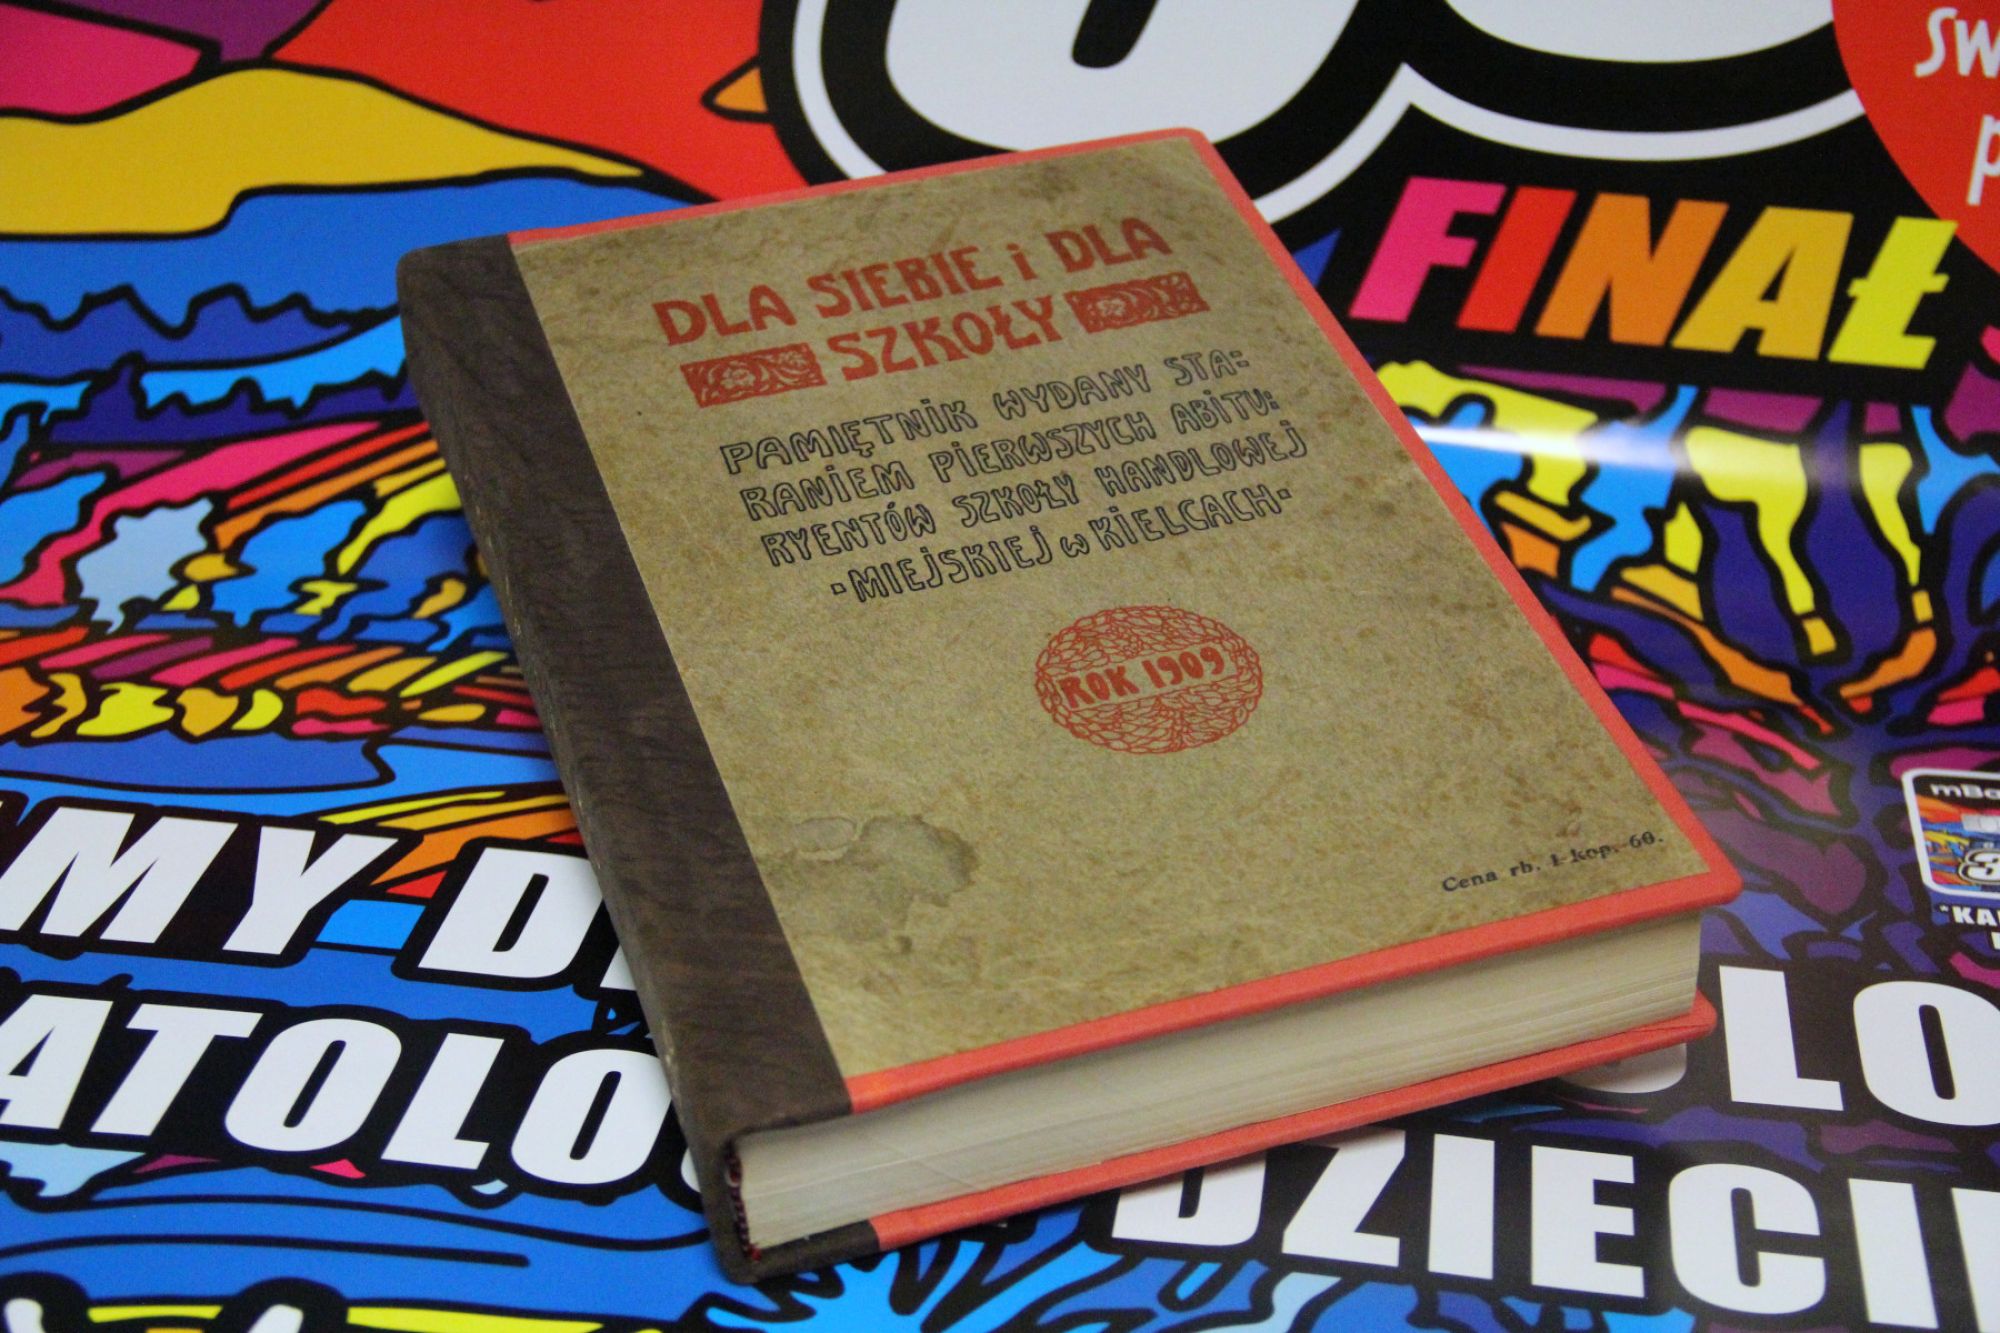 FINAŁ
DLA SIEBIE i DLA
SZKOŁY
PAMIĘTNIK WYDANY STA=
RANIEM PIERWSZYCH ABITU=
RYENTÓW SZKOŁY HANDLOWEJ
·MIEJSKIEJ w KIELCACH·
ROK 1909
Cena rb. 1 kop. 60.
MY